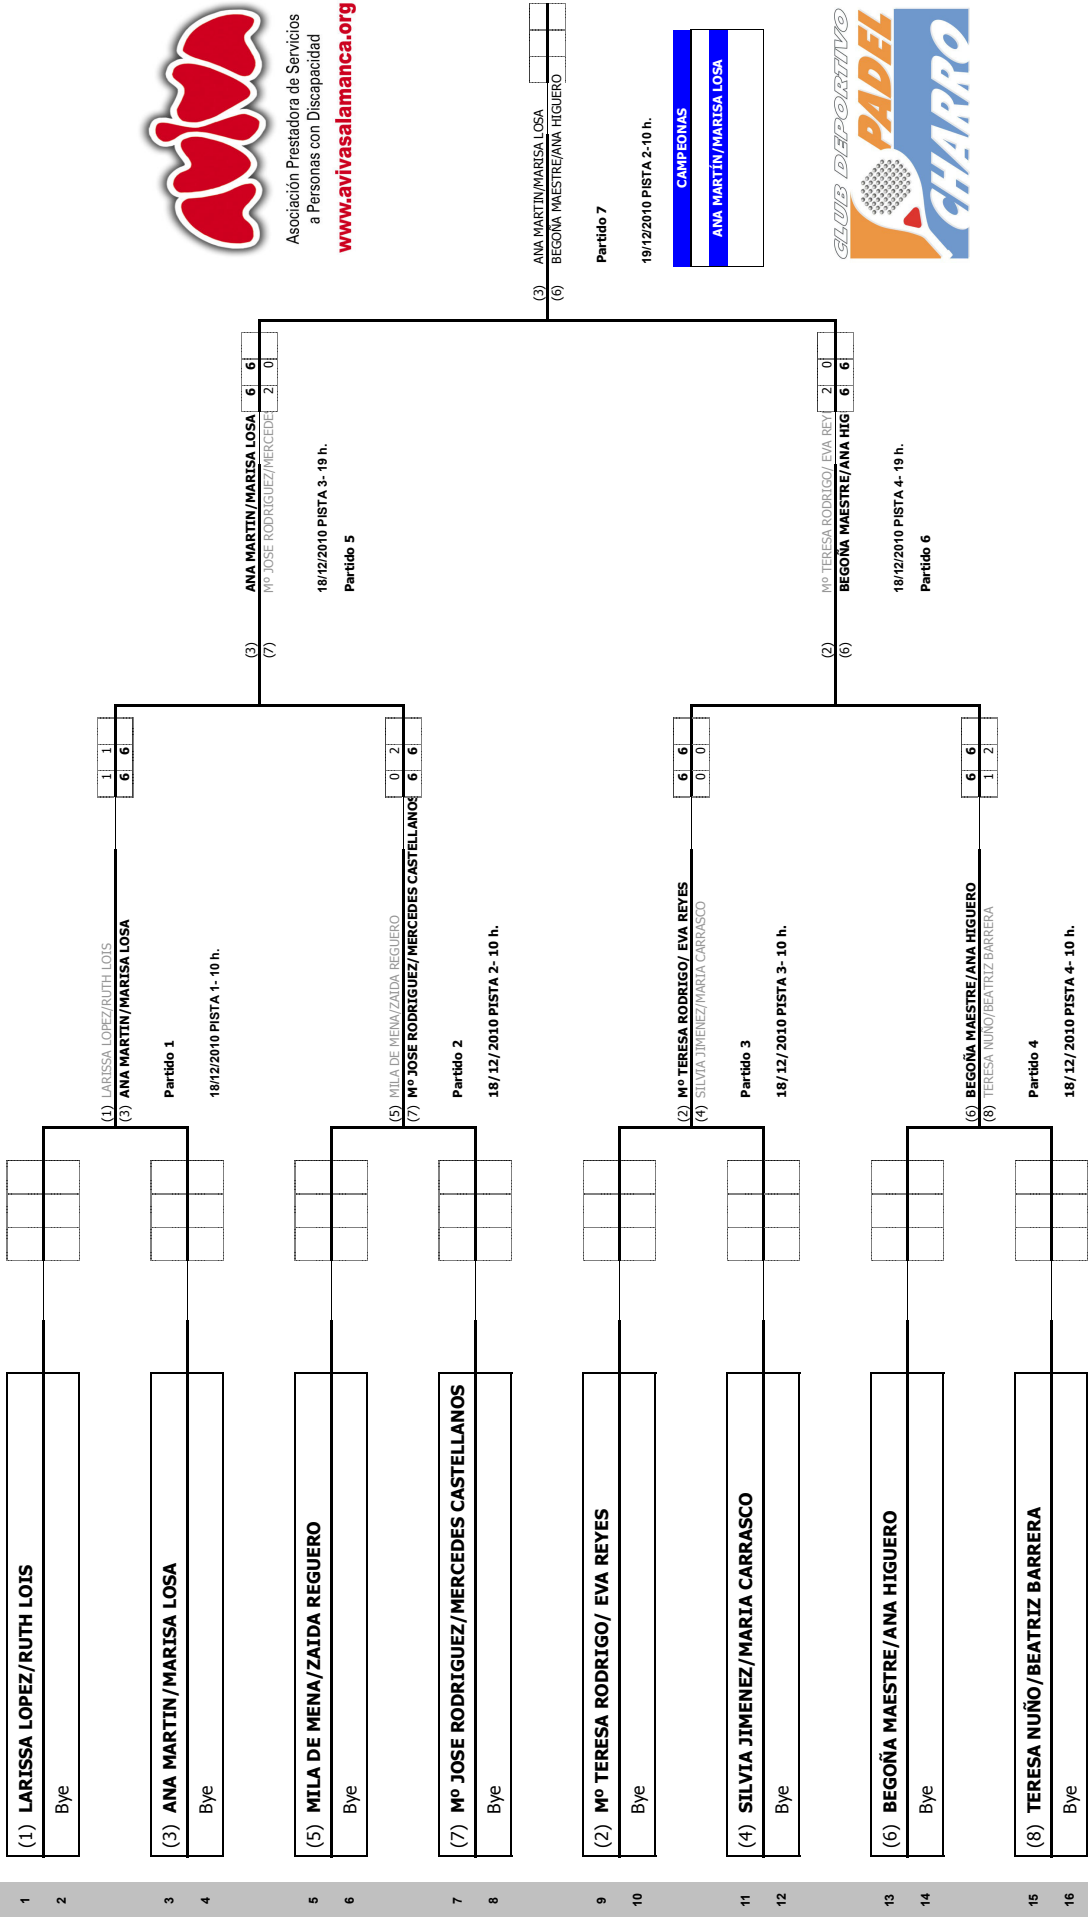 1
(1) LARISSA LOPEZ/RUTH LOIS
2
Bye
3
(3) ANA MARTIN/MARISA LOSA
4
Bye
5
(5) MILA DE MENA/ZAIDA REGUERO
6
Bye
7
(7) Mº JOSE RODRIGUEZ/MERCEDES CASTELLANOS
8
Bye
9
(2) Mº TERESA RODRIGO/ EVA REYES
10
Bye
11
(4) SILVIA JIMENEZ/MARIA CARRASCO
12
Bye
13
(6) BEGOÑA MAESTRE/ANA HIGUERO
14
Bye
15
(8) TERESA NUÑO/BEATRIZ BARRERA
16
Bye
(1) LARISSA LOPEZ/RUTH LOIS 1 1
(3) ANA MARTIN/MARISA LOSA 6 6
Partido 1
18/12/2010 PISTA 1- 10 h.
(5) MILA DE MENA/ZAIDA REGUERO 0 2
(7) Mº JOSE RODRIGUEZ/MERCEDES CASTELLANOS 6 6
Partido 2
18/12/2010 PISTA 2- 10 h.
(2) Mº TERESA RODRIGO/ EVA REYES 6 6
(4) SILVIA JIMENEZ/MARIA CARRASCO 0 0
Partido 3
18/12/2010 PISTA 3- 10 h.
(6) BEGOÑA MAESTRE/ANA HIGUERO 6 6
(8) TERESA NUÑO/BEATRIZ BARRERA 1 2
Partido 4
18/12/2010 PISTA 4- 10 h.
(3) ANA MARTIN/MARISA LOSA 6 6
(7) Mº JOSE RODRIGUEZ/MERCEDES 2 0
18/12/2010 PISTA 3- 19 h.
Partido 5
(2) Mº TERESA RODRIGO/ EVA REY 2 0
(6) BEGOÑA MAESTRE/ANA HIG 6 6
18/12/2010 PISTA 4- 19 h.
Partido 6
(3) ANA MARTIN/MARISA LOSA
(6) BEGOÑA MAESTRE/ANA HIGUERO
Partido 7
19/12/2010 PISTA 2-10 h.
CAMPEONAS
ANA MARTÍN/MARISA LOSA
Asociación Prestadora de Servicios
a Personas con Discapacidad
www.avivasalamanca.org
CLUB DEPORTIVO
PADEL
CHARRO